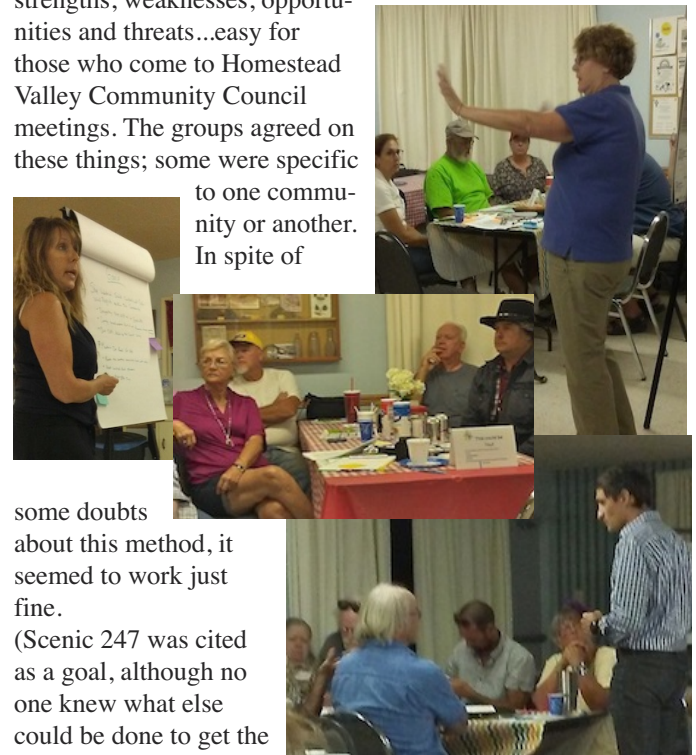 strengths, weaknesses, opportu-
nities and threats...easy for
those who come to Homestead
Valley Community Council
meetings. The groups agreed on
these things; some were specific
to one commu-
nity or another.
In spite of
some doubts
about this method, it
seemed to work just
fine.
(Scenic 247 was cited
as a goal, although no
one knew what else
could be done to get the